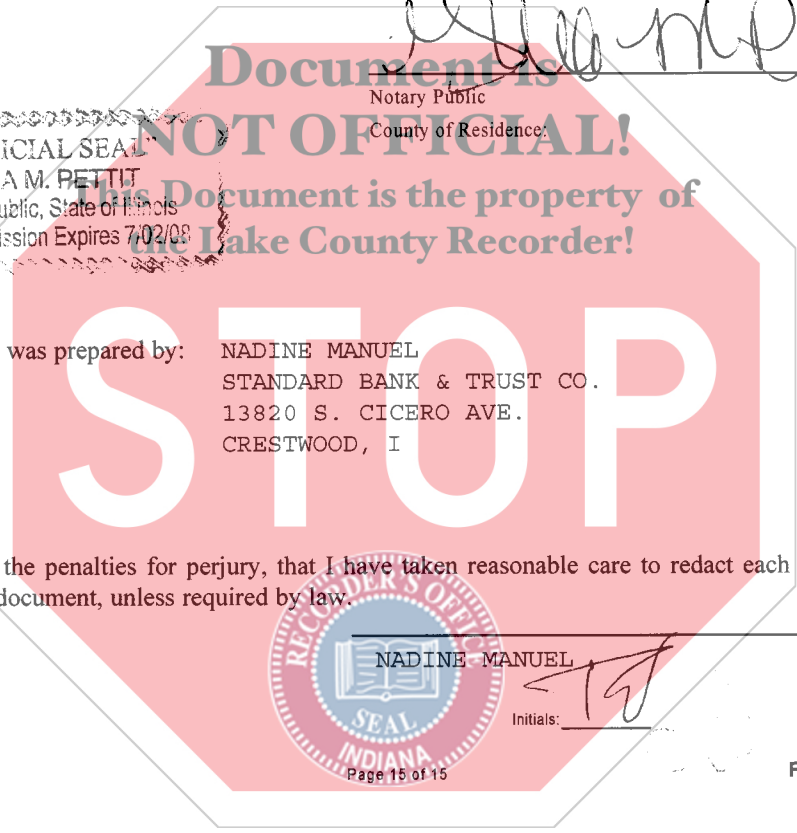 Document is
Notary Public
NOT OFFICIAL!
County of Residence:
ICIAL SEAL"
A M. PETTIT
ublic, State of Illinois
ission Expires 7/02/08
This Document is the property of
the Lake County Recorder!
STOP
was prepared by: NADINE MANUEL
STANDARD BANK & TRUST CO.
13820 S. CICERO AVE.
CRESTWOOD, I
the penalties for perjury, that I have taken reasonable care to redact each
document, unless required by law.
RECORDER'S OFFICE
NADINE MANUEL
Initials:
SEAL
INDIANA
Page 15 of 15
F